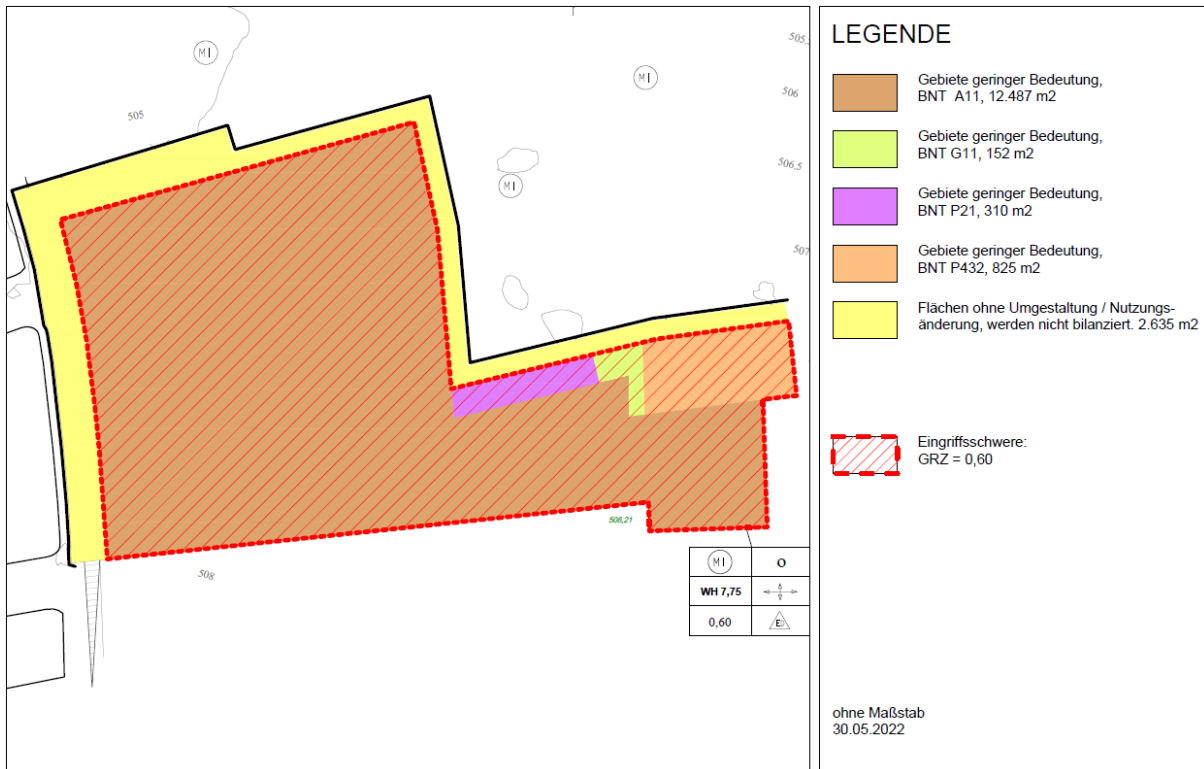 MI
MI
MI
505
505.
506
506.5
507
508,21
508
MI o
WH 7,75
0,60 ED
LEGENDE
Gebiete geringer Bedeutung,
BNT A11, 12.487 m2
Gebiete geringer Bedeutung,
BNT G11, 152 m2
Gebiete geringer Bedeutung,
BNT P21, 310 m2
Gebiete geringer Bedeutung,
BNT P432, 825 m2
Flächen ohne Umgestaltung / Nutzungs-
änderung, werden nicht bilanziert. 2.635 m2
Eingriffsschwere:
GRZ = 0,60
ohne Maßstab
30.05.2022